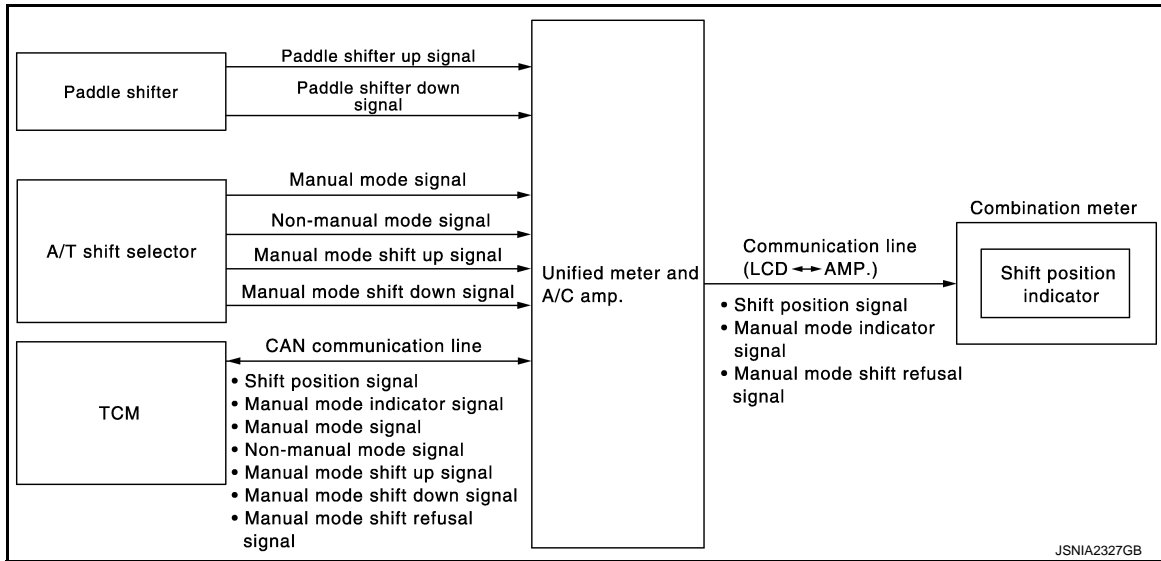 Paddle shifter
Paddle shifter up signal
Paddle shifter down
signal
A/T shift selector
Manual mode signal
Non-manual mode signal
Manual mode shift up signal
Manual mode shift down signal
TCM
CAN communication line
• Shift position signal
• Manual mode indicator signal
• Manual mode signal
• Non-manual mode signal
• Manual mode shift up signal
• Manual mode shift down signal
• Manual mode shift refusal
signal
Unified meter and
A/C amp.
Communication line
(LCD ↔ AMP.)
• Shift position signal
• Manual mode indicator
signal
• Manual mode shift refusal
signal
Combination meter
Shift position
indicator
JSNIA2327GB